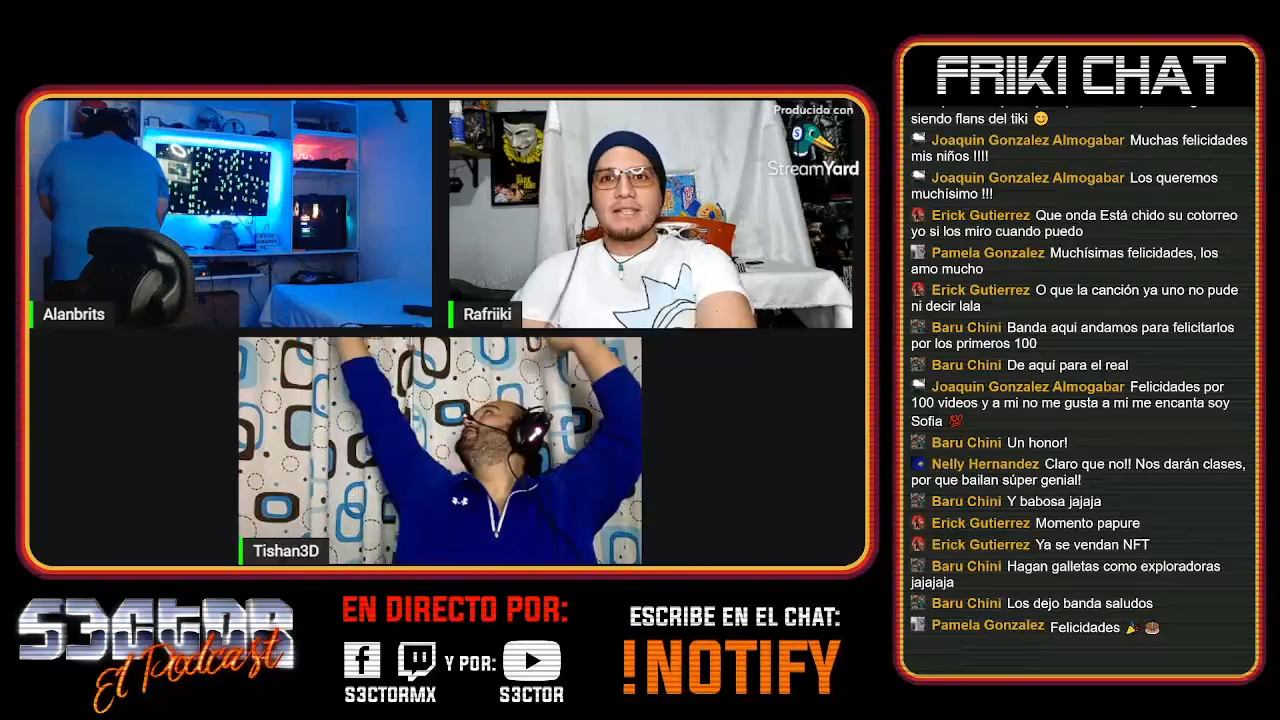 Producido con
StreamYard
Alanbrits
Rafriiki
Tishan3D
FRIKI CHAT
siendo flans del tiki 😊
Joaquin Gonzalez Almogabar Muchas felicidades
mis niños !!!!
Joaquin Gonzalez Almogabar Los queremos
muchísimo !!!
Erick Gutierrez Que onda Está chido su cotorreo
yo si los miro cuando puedo
Pamela Gonzalez Muchísimas felicidades, los
amo mucho
Erick Gutierrez O que la canción ya uno no pude
ni decir lala
Baru Chini Banda aqui andamos para felicitarlos
por los primeros 100
Baru Chini De aquí para el real
Joaquin Gonzalez Almogabar Felicidades por
100 videos y a mi no me gusta a mi me encanta soy
Sofia 💯
Baru Chini Un honor!
Nelly Hernandez Claro que no!! Nos darán clases,
por que bailan súper genial!
Baru Chini Y babosa jajaja
Erick Gutierrez Momento papure
Erick Gutierrez Ya se vendan NFT
Baru Chini Hagan galletas como exploradoras
jajajaja
Baru Chini Los dejo banda saludos
Pamela Gonzalez Felicidades 🎉 🎂
S3CTOR
El Podcast
EN DIRECTO POR:
Y POR:
S3CTORMX
S3CTOR
ESCRIBE EN EL CHAT:
!NOTIFY